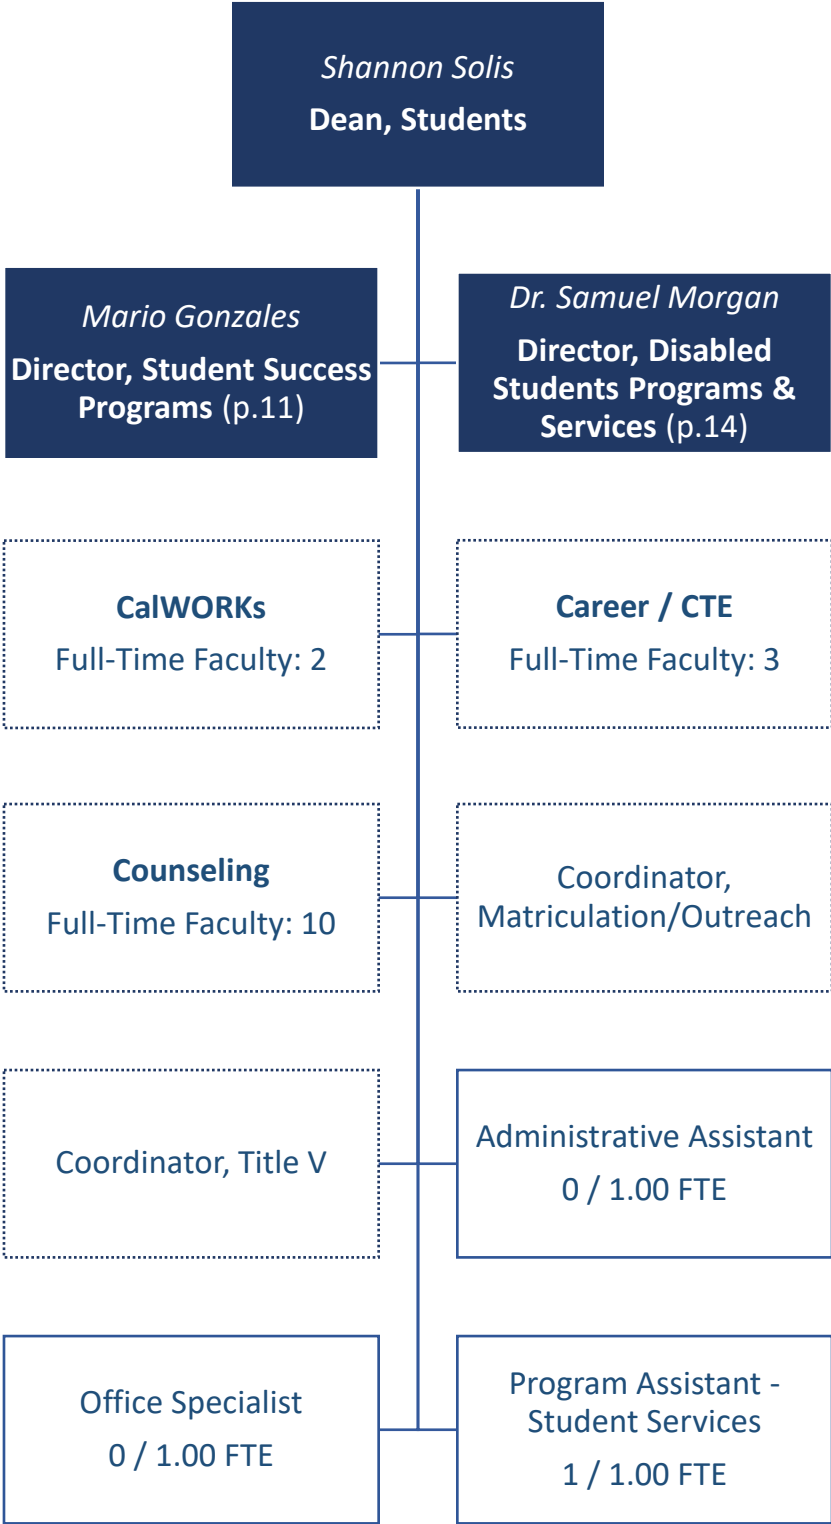 Shannon Solis
Dean, Students
Mario Gonzales
Director, Student Success
Programs (p.11)
Dr. Samuel Morgan
Director, Disabled
Students Programs &
Services (p.14)
CalWORKs
Full-Time Faculty: 2
Career / CTE
Full-Time Faculty: 3
Counseling
Full-Time Faculty: 10
Coordinator,
Matriculation/Outreach
Coordinator, Title V
Administrative Assistant
0 / 1.00 FTE
Office Specialist
0 / 1.00 FTE
Program Assistant -
Student Services
1 / 1.00 FTE